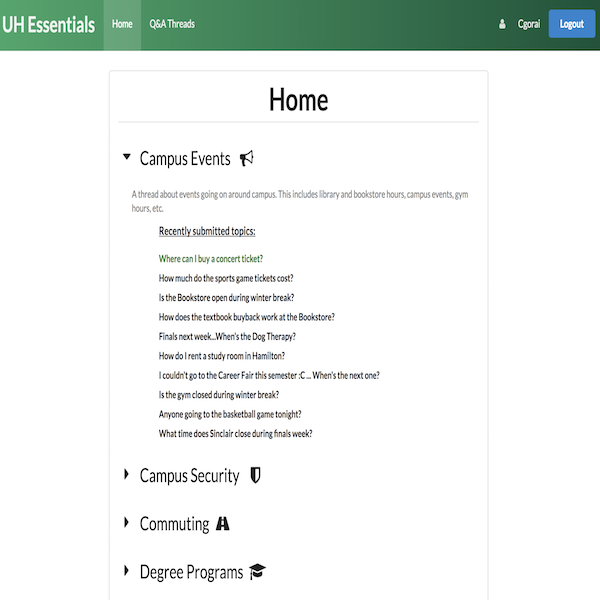 UH Essentials Home Q&A Threads Cgorai Logout
Home
Campus Events
A thread about events going on around campus. This includes library and bookstore hours, campus events, gym
hours, etc.
Recently submitted topics:
Where can I buy a concert ticket?
How much do the sports game tickets cost?
Is the Bookstore open during winter break?
How does the textbook buyback work at the Bookstore?
Finals next week...When's the Dog Therapy?
How do I rent a study room in Hamilton?
I couldn't go to the Career Fair this semester :C ... When's the next one?
Is the gym closed during winter break?
Anyone going to the basketball game tonight?
What time does Sinclair close during finals week?
Campus Security
Commuting
Degree Programs